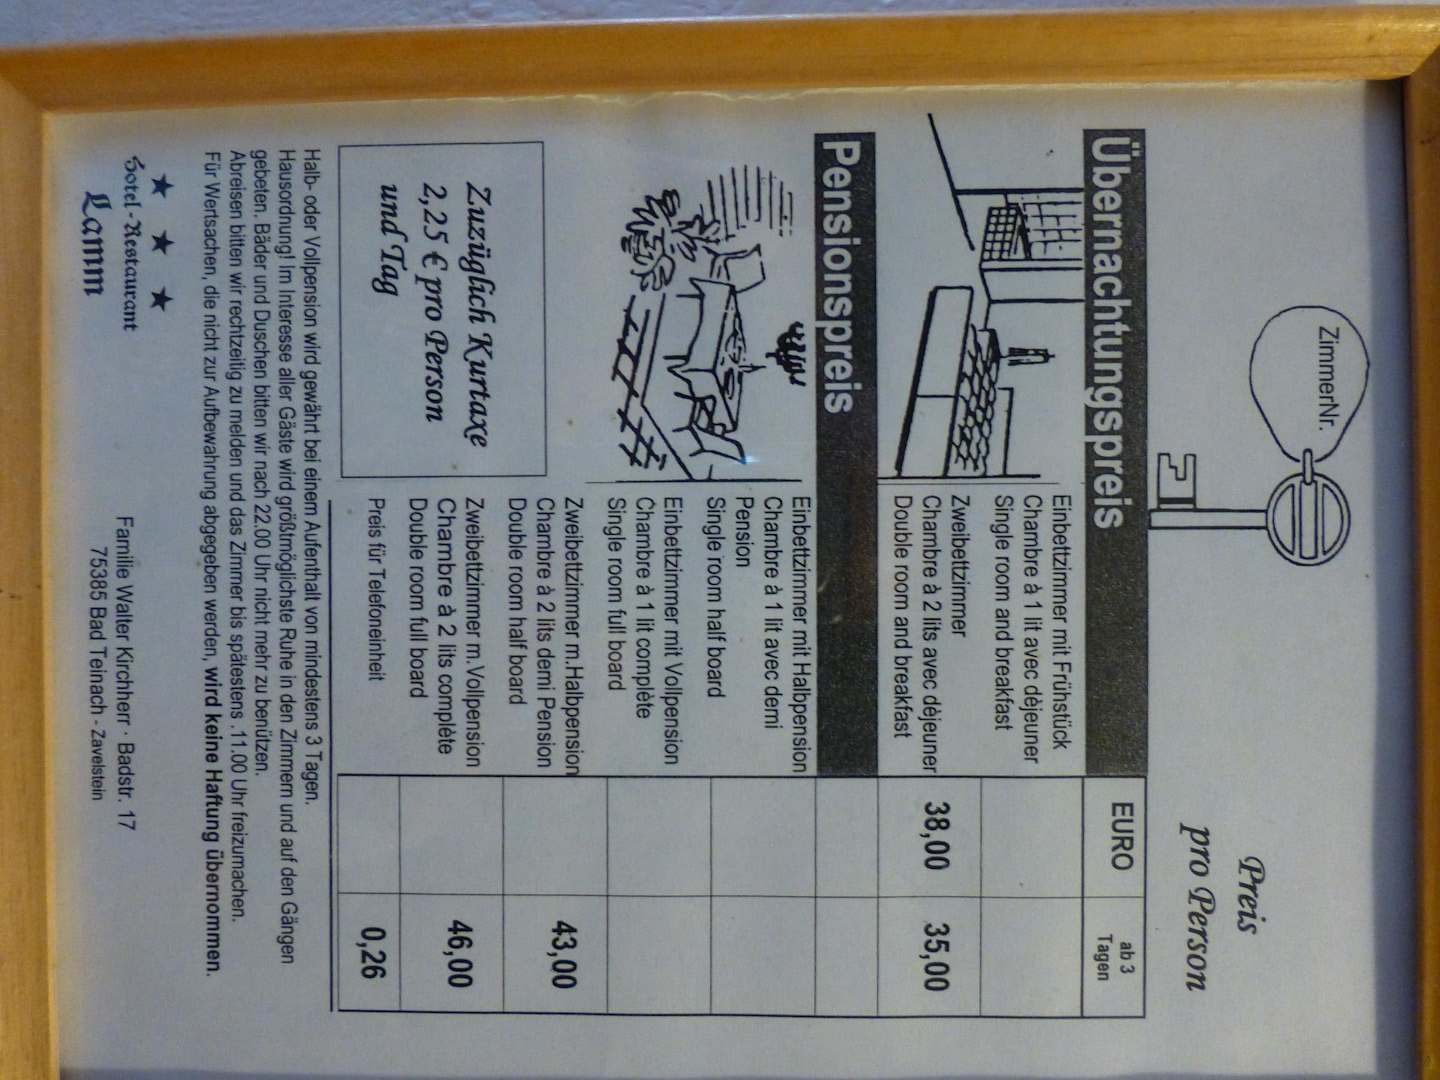 ZimmerNr.
Preis
pro Person
Übernachtungspreis
EURO
ab 3
Tagen
Einbettzimmer mit Frühstück
Chambre à 1 lit avec déjeuner
Single room and breakfast
Zweibettzimmer
Chambre à 2 lits avec déjeuner
Double room and breakfast
38,00
35,00
Pensionspreis
Einbettzimmer mit Halbpension
Chambre à 1 lit avec demi
Pension
Single room half board
Einbettzimmer mit Vollpension
Chambre à 1 lit complète
Single room full board
Zweibettzimmer m.Halbpension
Chambre à 2 lits demi Pension
Double room half board
43,00
Zweibettzimmer m.Vollpension
Chambre à 2 lits complète
Double room full board
46,00
Preis für Telefoneinheit
0,26
Zuzüglich Kurtaxe
2,25 € pro Person
und Tag
Halb- oder Vollpension wird gewährt bei einem Aufenthalt von mindestens 3 Tagen.
Hausordnung! Im Interesse aller Gäste wird größtmöglichste Ruhe in den Zimmern und auf den Gängen
gebeten. Bäder und Duschen bitten wir nach 22.00 Uhr nicht mehr zu benützen.
Abreisen bitten wir rechtzeitig zu melden und das Zimmer bis spätestens . 11.00 Uhr freizumachen.
Für Wertsachen, die nicht zur Aufbewahrung abgegeben werden, wird keine Haftung übernommen.
Hotel-Restaurant
Lamm
Familie Walter Kirchherr · Badstr. 17
75385 Bad Teinach - Zavelstein